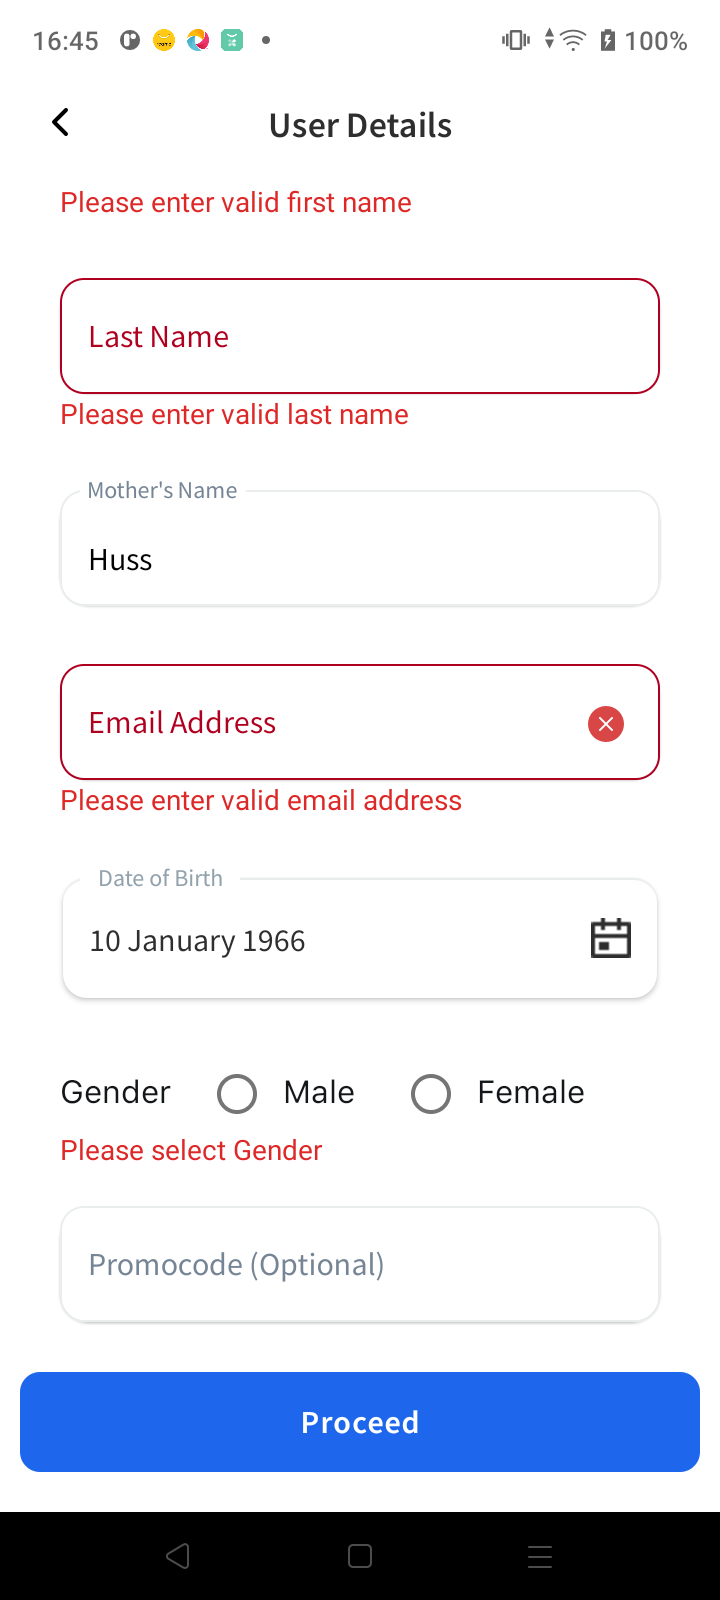 16:45 100%
User Details
Please enter valid first name
Last Name
Please enter valid last name
Mother's Name
Huss
Email Address
Please enter valid email address
Date of Birth
10 January 1966
Gender Male Female
Please select Gender
Promocode (Optional)
Proceed